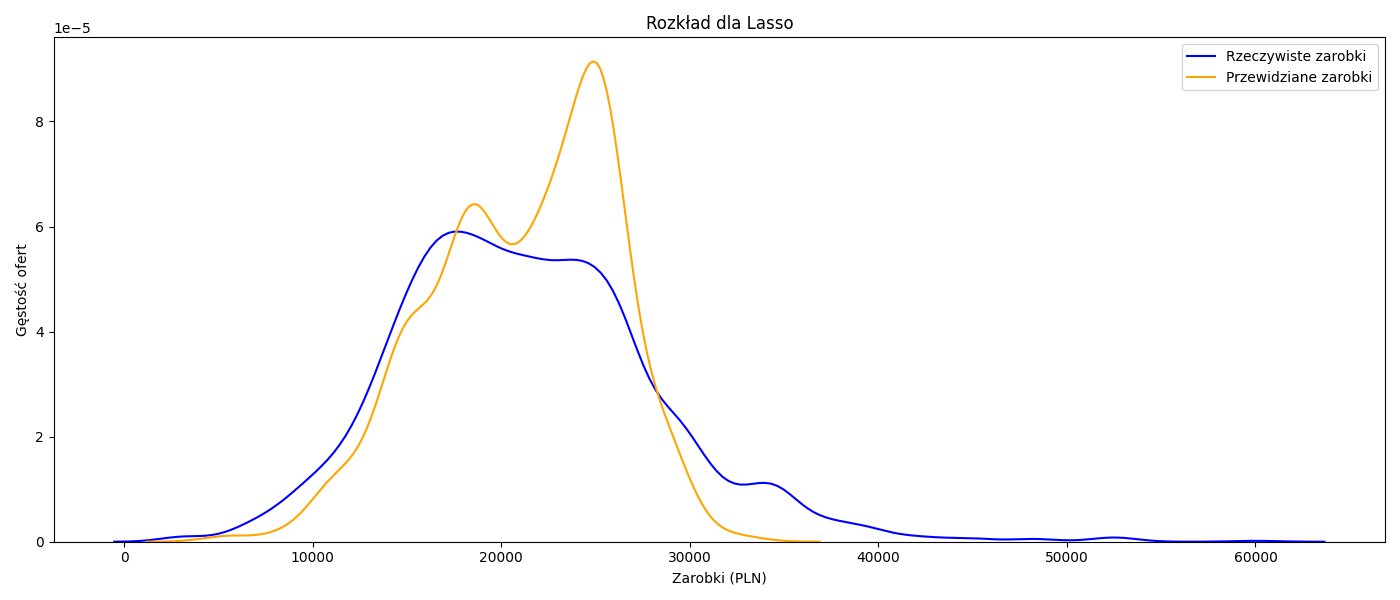 Rozkład dla Lasso
1e−5
Rzeczywiste zarobki
Przewidziane zarobki
8
6
4
2
0
Gęstość ofert
0 10000 20000 30000 40000 50000 60000
Zarobki (PLN)